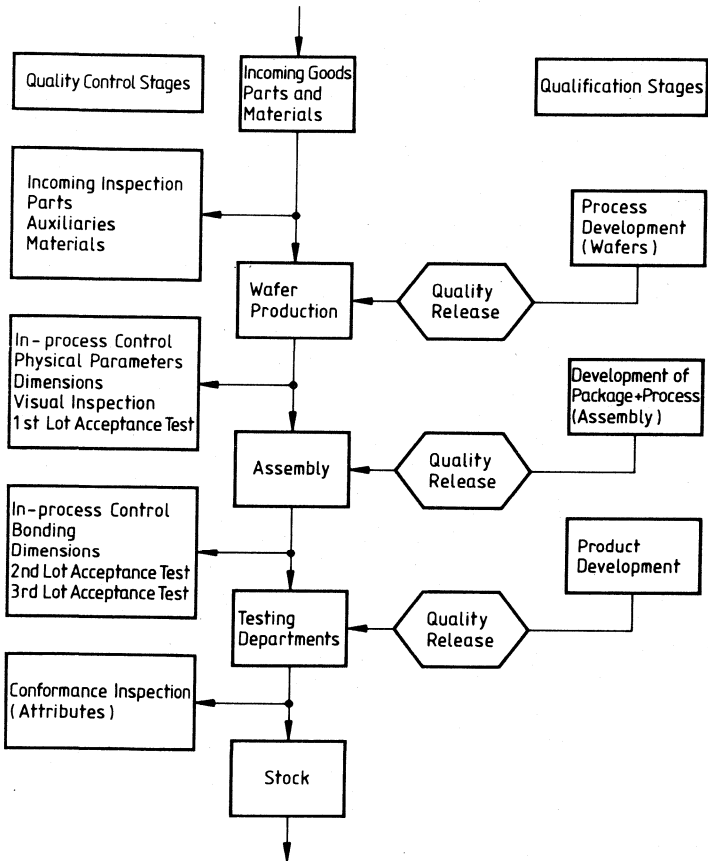 Quality Control Stages
Incoming Goods
Parts and
Materials
Qualification Stages
Incoming Inspection
Parts
Auxiliaries
Materials
Process
Development
(Wafers)
Wafer
Production
Quality
Release
In-process Control
Physical Parameters
Dimensions
Visual Inspection
1st Lot Acceptance Test
Development of
Package+Process
(Assembly)
Assembly
Quality
Release
In-process Control
Bonding
Dimensions
2nd Lot Acceptance Test
3rd Lot Acceptance Test
Product
Development
Testing
Departments
Quality
Release
Conformance Inspection
(Attributes)
Stock